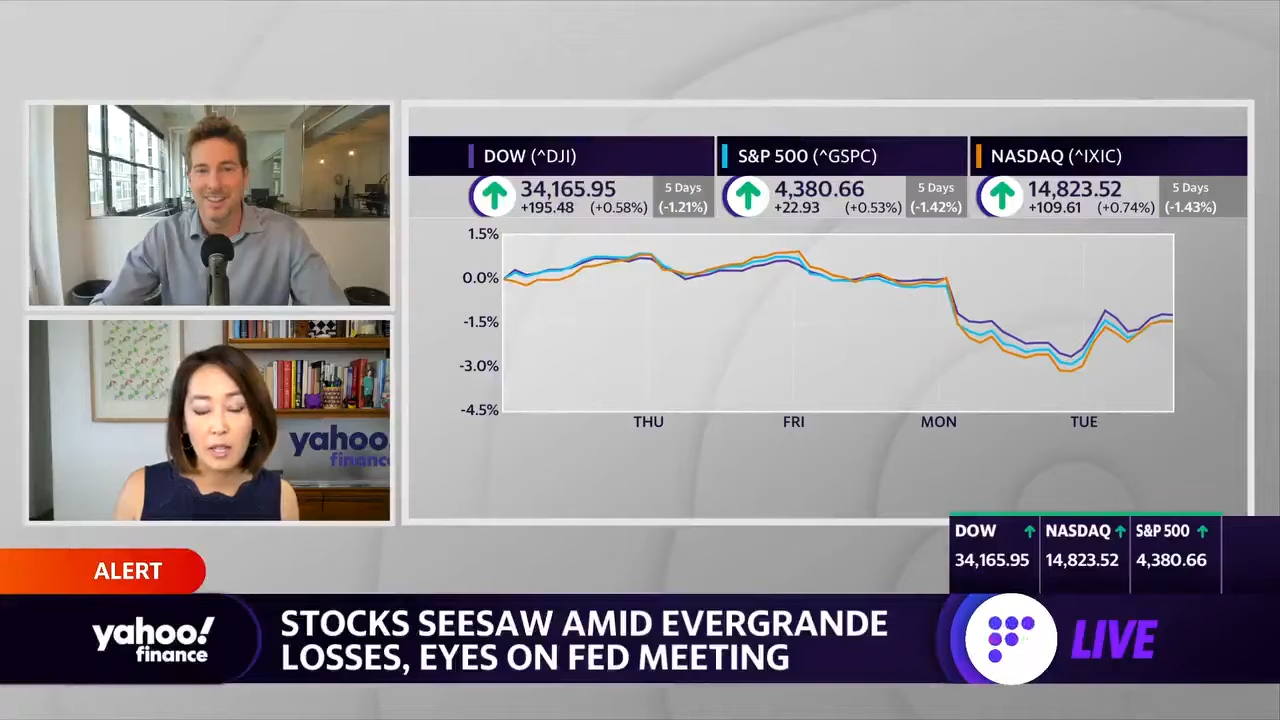 DOW (^DJI)
34,165.95
+195.48 (+0.58%)
5 Days
(-1.21%)
S&P 500 (^GSPC)
4,380.66
+22.93 (+0.53%)
5 Days
(-1.42%)
NASDAQ (^IXIC)
14,823.52
+109.61 (+0.74%)
5 Days
(-1.43%)
1.5%
0.0%
-1.5%
-3.0%
-4.5%
THU FRI MON TUE
yahoo!
finance
DOW NASDAQ S&P 500
34,165.95 14,823.52 4,380.66
ALERT
yahoo!
finance
STOCKS SEESAW AMID EVERGRANDE
LOSSES, EYES ON FED MEETING
LIVE